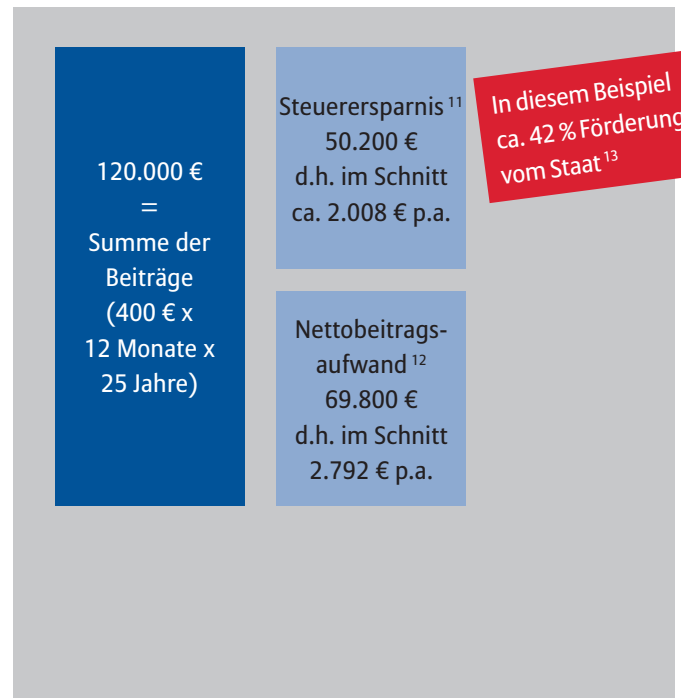 120.000 €
=
Summe der
Beiträge
(400 € x
12 Monate x
25 Jahre)
Steuerersparnis 11
50.200 €
d.h. im Schnitt
ca. 2.008 € p.a.
Nettobeitrags-
aufwand 12
69.800 €
d.h. im Schnitt
2.792 € p.a.
In diesem Beispiel
ca. 42 % Förderung
vom Staat 13